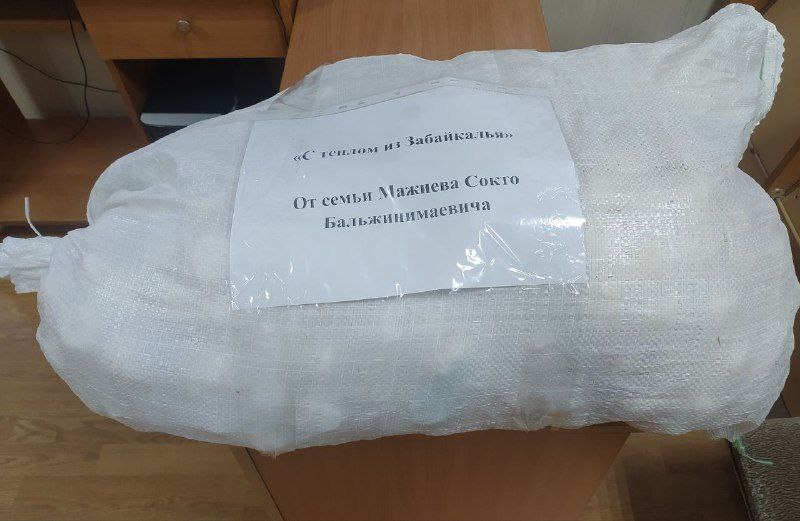 «С теплом из Забайкалья»
От семьи Мажиева Сокто
Бальжинимаевича